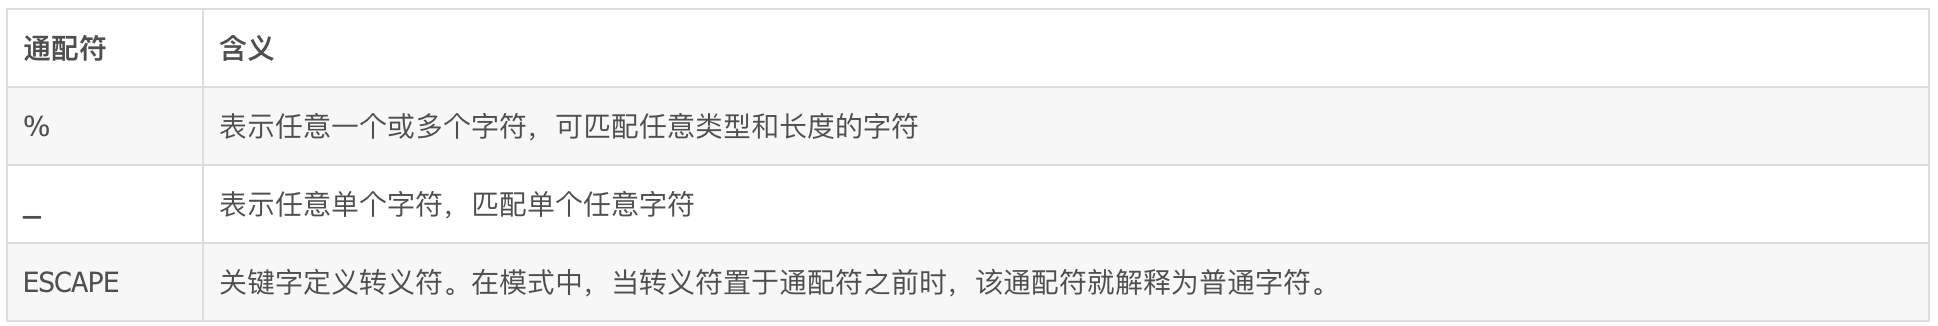 通配符 含义
% 表示任意一个或多个字符，可匹配任意类型和长度的字符
_ 表示任意单个字符，匹配单个任意字符
ESCAPE 关键字定义转义符。在模式中，当转义符置于通配符之前时，该通配符就解释为普通字符。